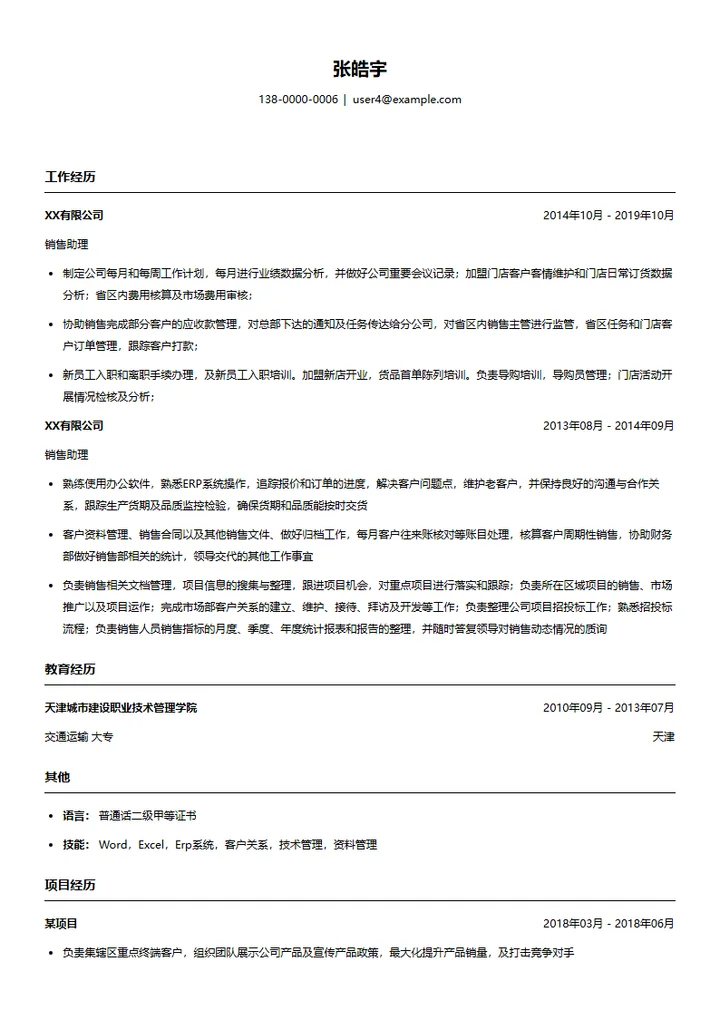 张皓宇
138-0000-0006 | user4@example.com
工作经历
XX有限公司 2014年10月 - 2019年10月
销售助理
• 制定公司每月和每周工作计划，每月进行业绩数据分析，并做好公司重要会议记录；加盟门店客户客情维护和门店日常订货数据
分析；省区内费用核算及市场费用审核；
• 协助销售完成部分客户的应收款管理，对总部下达的通知及任务传达给分公司，对省区内销售主管进行监管，省区任务和门店客
户订单管理，跟踪客户打款；
• 新员工入职和离职手续办理，及新员工入职培训。加盟新店开业，货品首单陈列培训。负责导购培训，导购员管理；门店活动开
展情况检核及分析；
XX有限公司 2013年08月 - 2014年09月
销售助理
• 熟练使用办公软件，熟悉ERP系统操作，追踪报价和订单的进度，解决客户问题点，维护老客户，并保持良好的沟通与合作关
系，跟踪生产货期及品质监控检验，确保货期和品质能按时交货
• 客户资料管理、销售合同以及其他销售文件、做好归档工作，每月客户往来账核对等账目处理，核算客户周期性销售，协助财务
部做好销售部相关的统计，领导交代的其他工作事宜
• 负责销售相关文档管理，项目信息的搜集与整理，跟进项目机会，对重点项目进行落实和跟踪；负责所在区域项目的销售、市场
推广以及项目运作；完成市场部客户关系的建立、维护、接待、拜访及开发等工作；负责整理公司项目招投标工作；熟悉招投标
流程；负责销售人员销售指标的月度、季度、年度统计报表和报告的整理，并随时答复领导对销售动态情况的质询
教育经历
天津城市建设职业技术管理学院 2010年09月 - 2013年07月
交通运输 大专 天津
其他
• 语言： 普通话二级甲等证书
• 技能： Word，Excel，Erp系统，客户关系，技术管理，资料管理
项目经历
某项目 2018年03月 - 2018年06月
• 负责集辖区重点终端客户，组织团队展示公司产品及宣传产品政策，最大化提升产品销量，及打击竞争对手